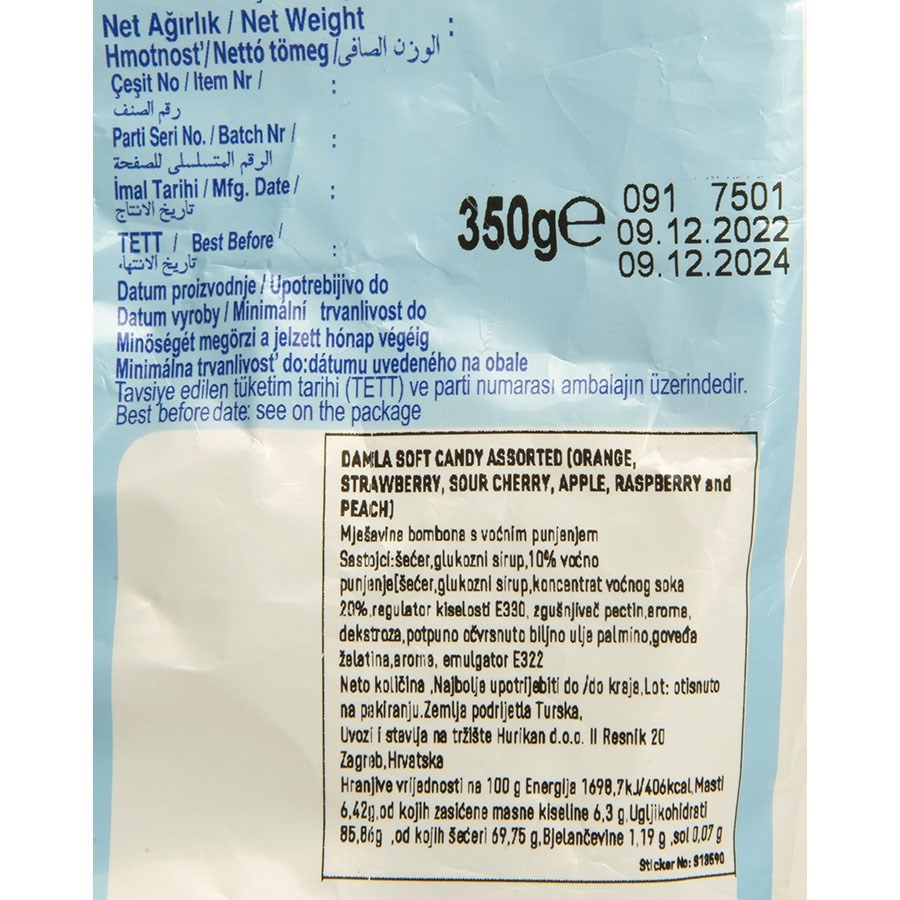 Net Ağırlık / Net Weight :
Hmotnosť/Nettó tömeg/الوزن الصافي
Çeşit No / Item Nr / :
رقم الصنف
Parti Seri No. / Batch Nr / :
الرقم المتسلسلي للصفحة
İmal Tarihi / Mfg. Date / :
تاريخ الانتاج
TETT / Best Before / :
تاريخ الانتهاء
350g℮
091 7501
09.12.2022
09.12.2024
Datum proizvodnje / Upotrebijivo do
Datum vyroby / Minimální trvanlivost do
Minöségét megörzi a jelzett hónap végéig
Minimálna trvanlivosť do:dátumu uvedeného na obale
Tavsiye edilen tüketim tarihi (TETT) ve parti numarası ambalajın üzerindedir.
Best before date: see on the package
DAMLA SOFT CANDY ASSORTED (ORANGE,
STRAWBERRY, SOUR CHERRY, APPLE, RASPBERRY and
PEACH)
Mješavina bombona s voćnim punjenjem
Sastojci:šećer,glukozni sirup,10% voćno
punjenje[šećer,glukozni sirup,koncentrat voćnog soka
20%,regulator kiselosti E330, zgušnjivač pectin,aroma,
dekstroza,potpuno očvrsnuto biljno ulje palmino,goveđa
želatina,aroma, emulgator E322
Neto količina ,Najbolje upotrijebiti do /do kraja,Lot: otisnuto
na pakiranju.Zemlja podrijetla Turska,
Uvozi i stavlja na tržište Hurikan d.o.o. II Resnik 20
Zagreb,Hrvatska
Hranjive vrijednosti na 100 g Energija 1698,7kJ/406kcal,Masti
6,42g,od kojih zasićene masne kiseline 6,3 g,Ugljikohidrati
85,86g ,od kojih šećeri 69,75 g,Bjelančevine 1,19 g ,sol 0,07 g
Sticker No: S18690